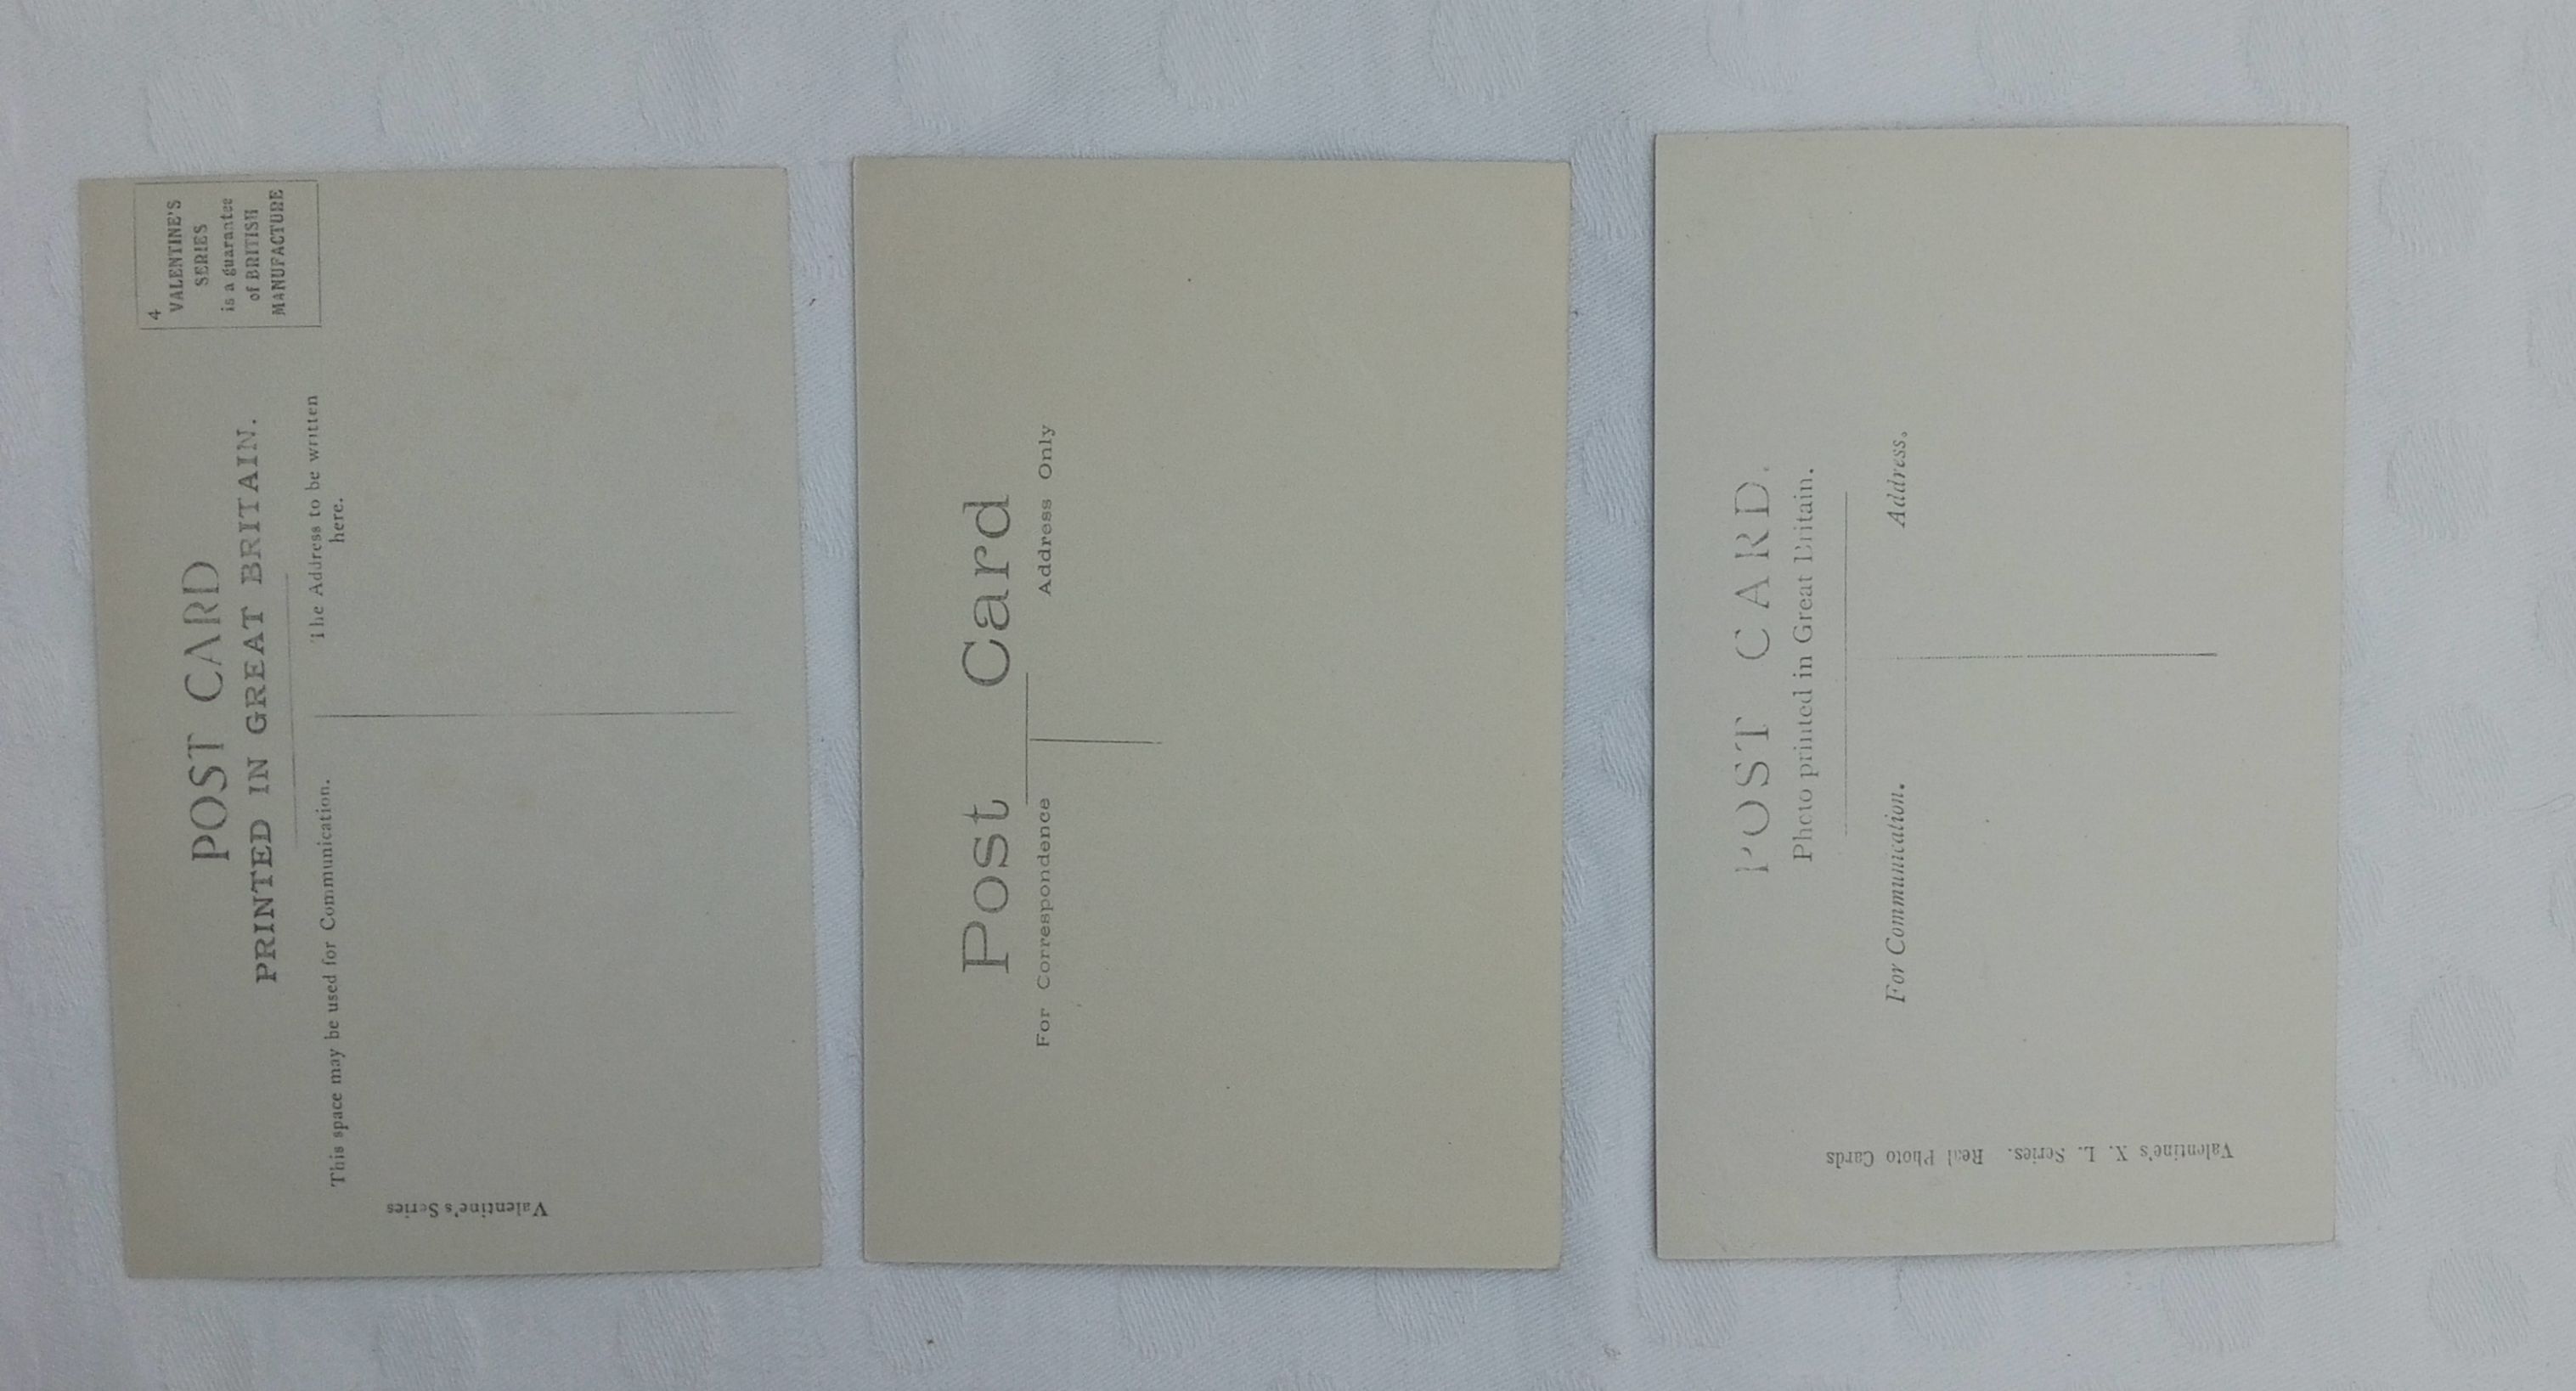 4
VALENTINE'S
SERIES
is a guarantee
of BRITISH
MANUFACTURE
POST CARD
PRINTED IN GREAT BRITAIN.
This space may be used for Communication.
The Address to be written
here.
Valentine's Series
Post Card
For Correspondence
Address Only
POST CARD.
Photo printed in Great Britain.
For Communication.
Address.
Valentine's X. L. Series. Real Photo Cards